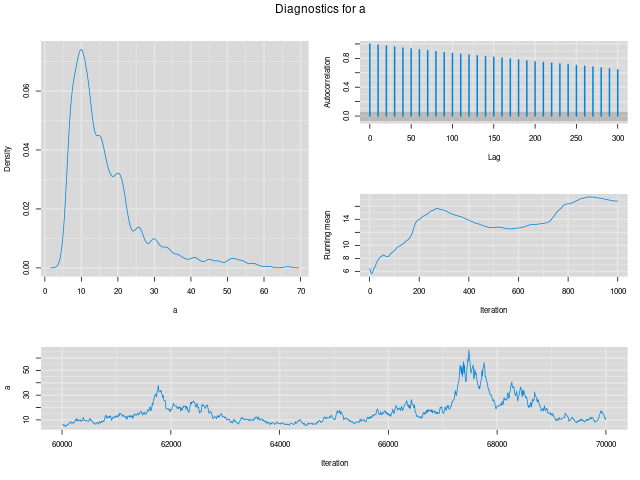 Diagnostics for a
Density
0.00 0.02 0.04 0.06
0 10 20 30 40 50 60 70
a
Autocorrelation
0.0 0.4 0.8
0 50 100 150 200 250 300
Lag
Running mean
6 8 10 14
0 200 400 600 800 1000
Iteration
a
10 30 50
60000 62000 64000 66000 68000 70000
Iteration